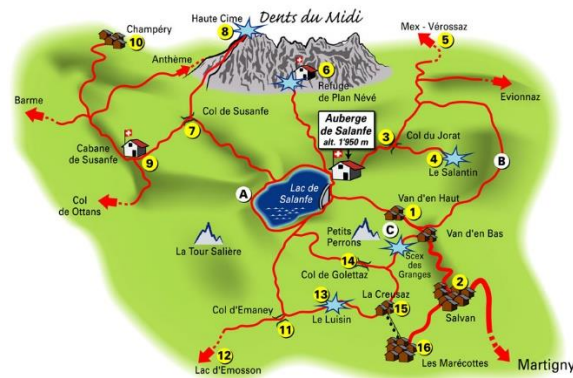 Haute Cime
Dents du Midi
8
Champéry
10
Mex - Vérossaz
5
Anthème
6
Refuge
de Plan Névé
Evionnaz
Barme
Auberge
de Salanfe
alt. 1'950 m
Col de Susanfe
7
3
Col du Jorat
4
Le Salantin
B
Cabane
de Susanfe
9
A
Lac de
Salanfe
Van d'en Haut
1
Col
de Ottans
La Tour Salière
Petits
Perrons
C
Van d'en Bas
Scex
des
Granges
14
Col de Golettaz
2
Salvan
13
La Creusaz
15
Col d'Emaney
11
Le Luisin
16
Les Marécottes
12
Lac d'Emosson
Martigny